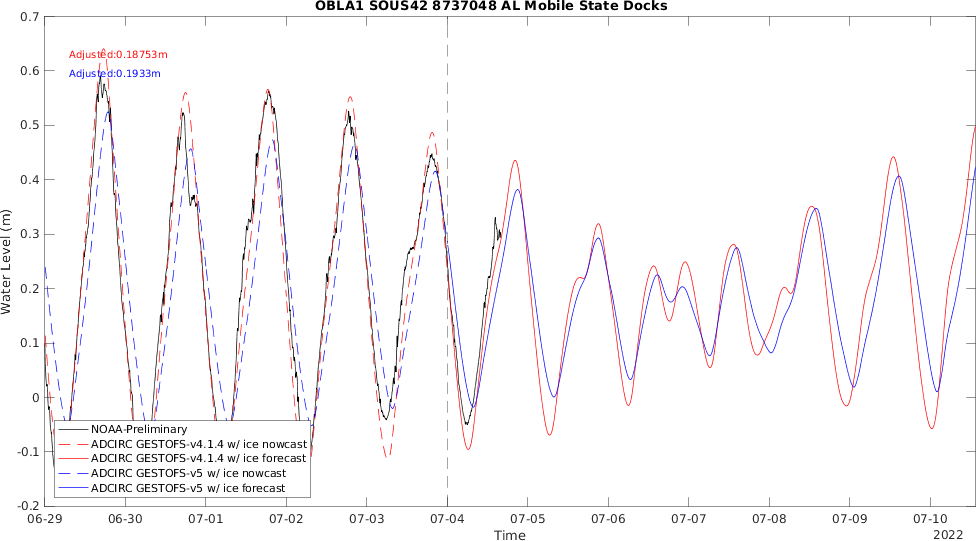 OBLA1 SOUS42 8737048 AL Mobile State Docks
0.7
0.6
0.5
0.4
0.3
0.2
0.1
0
-0.1
-0.2
Water Level (m)
Adjusted:0.18753m
Adjusted:0.1933m
NOAA-Preliminary
ADCIRC GESTOFS-v4.1.4 w/ ice nowcast
ADCIRC GESTOFS-v4.1.4 w/ ice forecast
ADCIRC GESTOFS-v5 w/ ice nowcast
ADCIRC GESTOFS-v5 w/ ice forecast
06-29 06-30 07-01 07-02 07-03 07-04 07-05 07-06 07-07 07-08 07-09 07-10
Time
2022